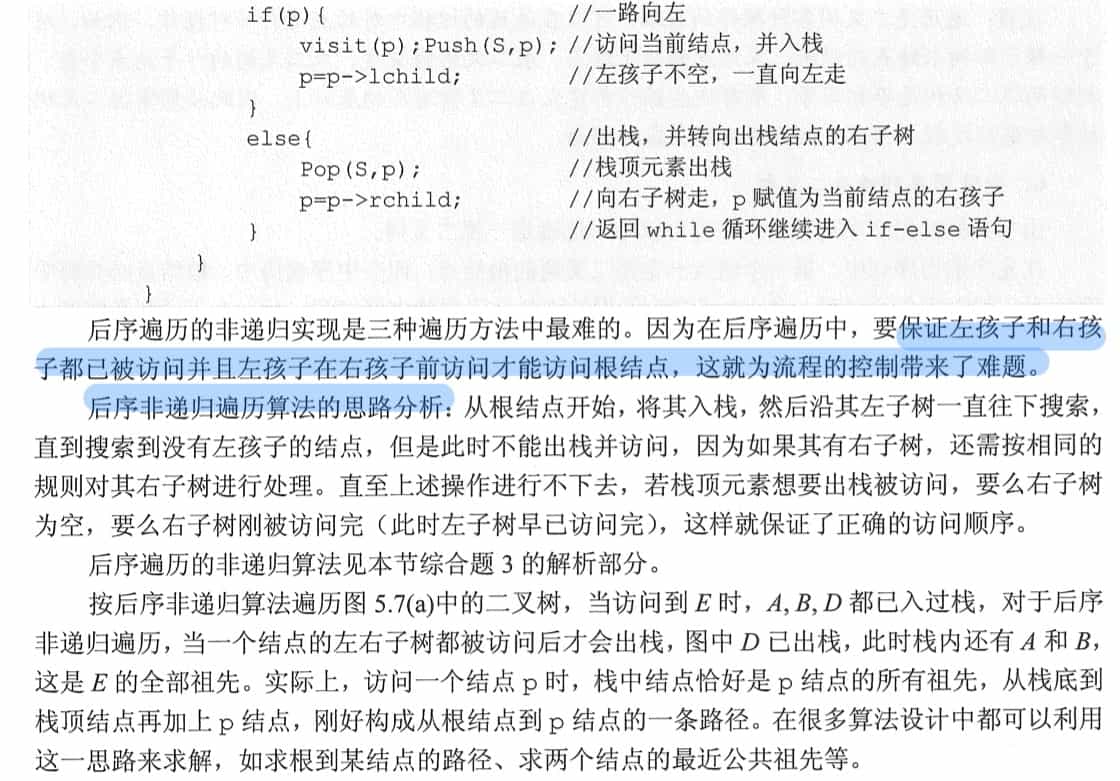 if(p){ //一路向左
visit(p);Push(S,p); //访问当前结点，并入栈
p=p->lchild; //左孩子不空，一直向左走
}
else{ //出栈，并转向出栈结点的右子树
Pop(S,p); //栈顶元素出栈
p=p->rchild; //向右子树走，p 赋值为当前结点的右孩子
} //返回 while 循环继续进入 if-else 语句
}
}
后序遍历的非递归实现是三种遍历方法中最难的。因为在后序遍历中，要保证左孩子和右孩
子都已被访问并且左孩子在右孩子前访问才能访问根结点，这就为流程的控制带来了难题。
后序非递归遍历算法的思路分析：从根结点开始，将其入栈，然后沿其左子树一直往下搜索，
直到搜索到没有左孩子的结点，但是此时不能出栈并访问，因为如果其有右子树，还需按相同的
规则对其右子树进行处理。直至上述操作进行不下去，若栈顶元素想要出栈被访问，要么右子树
为空，要么右子树刚被访问完（此时左子树早已访问完），这样就保证了正确的访问顺序。
后序遍历的非递归算法见本节综合题 3 的解析部分。
按后序非递归算法遍历图 5.7(a)中的二叉树，当访问到 E 时，A, B, D 都已入过栈，对于后序
非递归遍历，当一个结点的左右子树都被访问后才会出栈，图中 D 已出栈，此时栈内还有 A 和 B，
这是 E 的全部祖先。实际上，访问一个结点 p 时，栈中结点恰好是 p 结点的所有祖先，从栈底到
栈顶结点再加上 p 结点，刚好构成从根结点到 p 结点的一条路径。在很多算法设计中都可以利用
这一思路来求解，如求根到某结点的路径、求两个结点的最近公共祖先等。